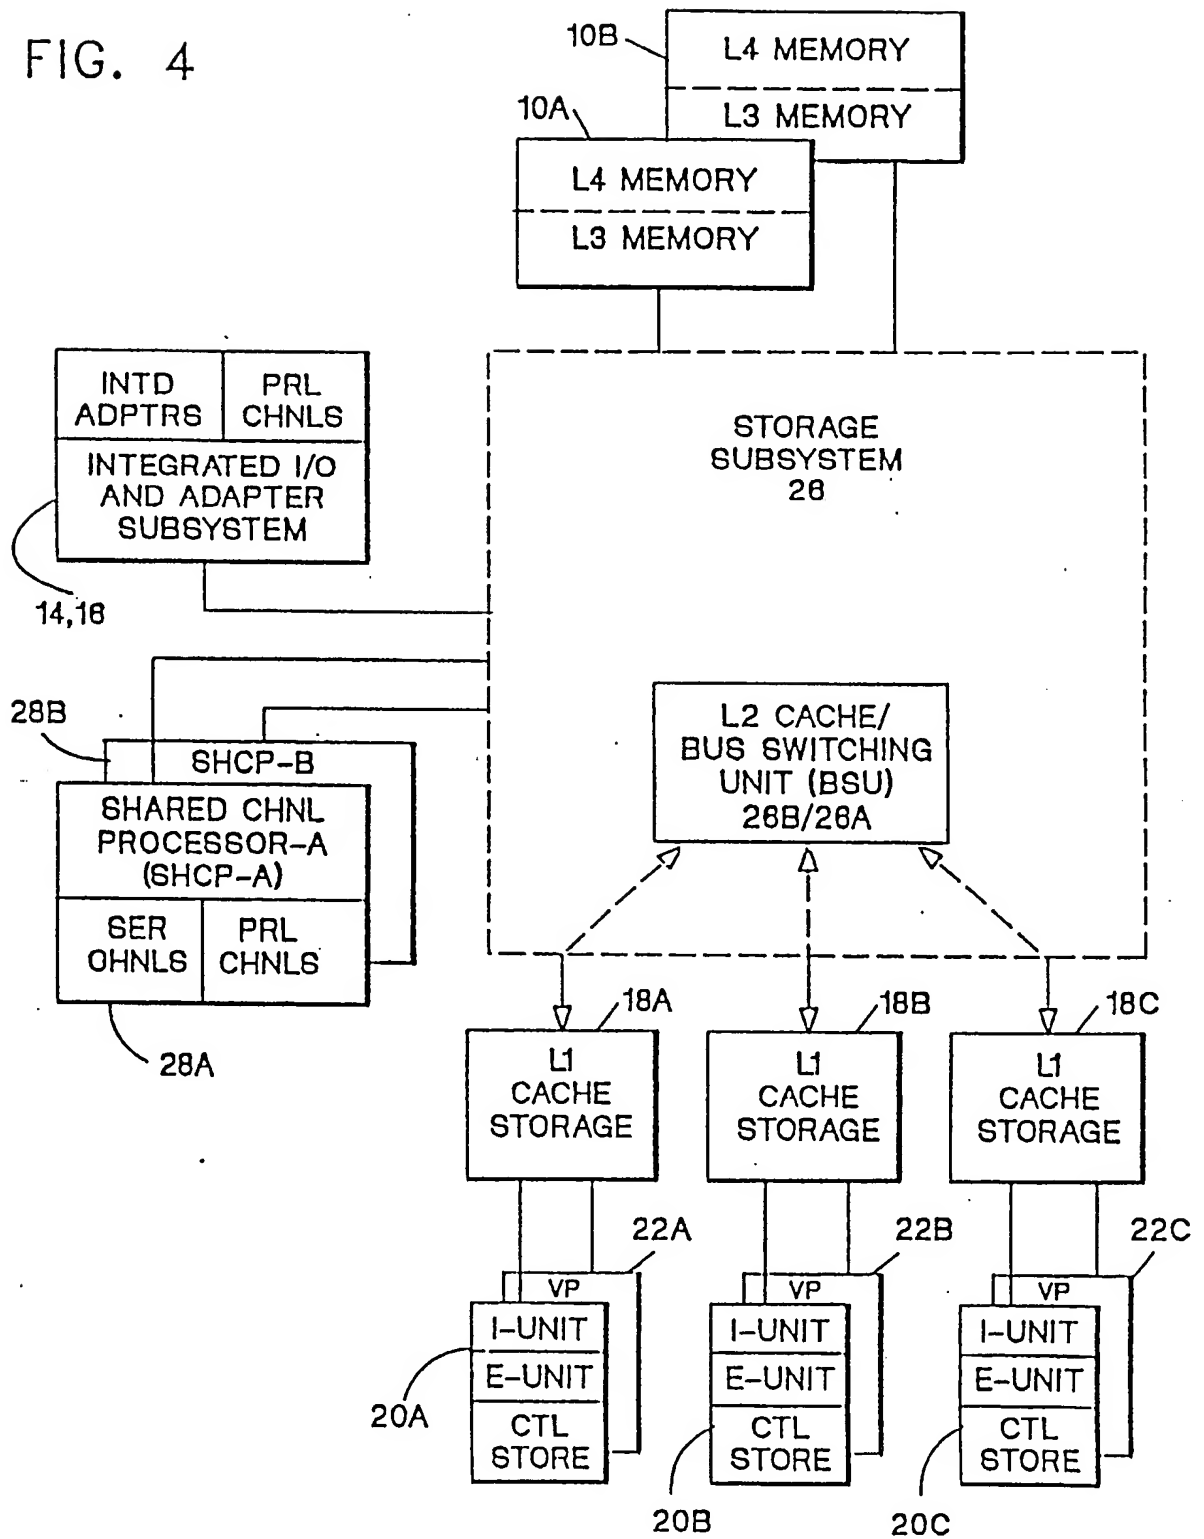 FIG. 4
10B
L4 MEMORY
L3 MEMORY
10A
L4 MEMORY
L3 MEMORY
INTD
ADPTRS
PRL
CHNLS
INTEGRATED I/O
AND ADAPTER
SUBSYSTEM
14,16
STORAGE
SUBSYSTEM
26
28B
SHCP-B
SHARED CHNL
PROCESSOR-A
(SHCP-A)
SER
OHNLS
PRL
CHNLS
28A
L2 CACHE/
BUS SWITCHING
UNIT (BSU)
26B/26A
18A
L1
CACHE
STORAGE
18B
L1
CACHE
STORAGE
18C
L1
CACHE
STORAGE
22A
VP
I-UNIT
E-UNIT
CTL
STORE
20A
22B
VP
I-UNIT
E-UNIT
CTL
STORE
20B
22C
VP
I-UNIT
E-UNIT
CTL
STORE
20C